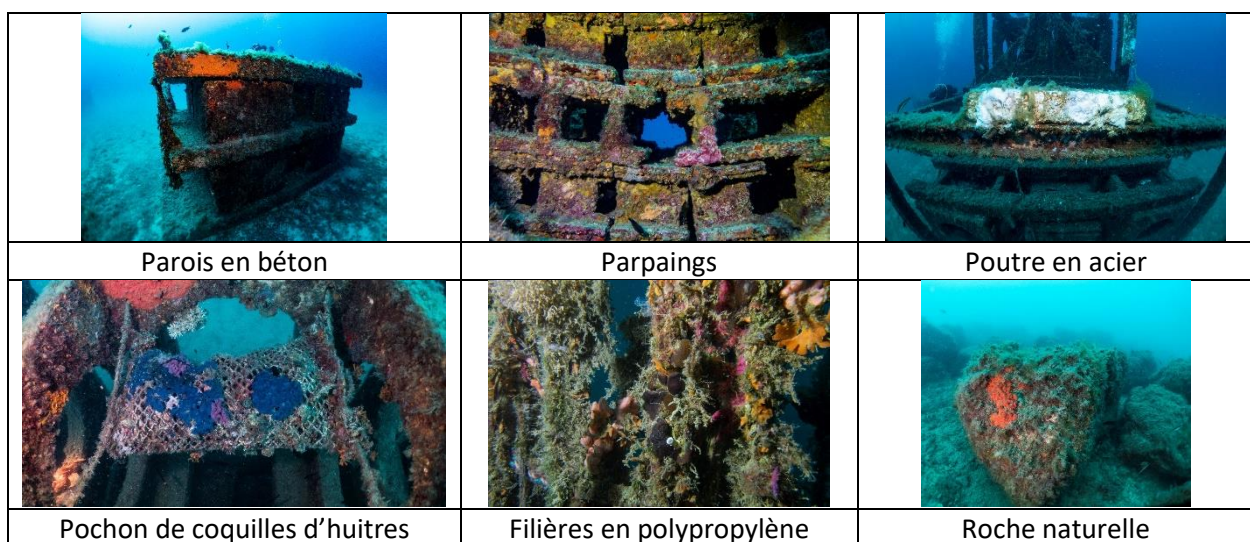 Parois en béton
Parpaings
Poutre en acier
Pochon de coquilles d’huitres
Filières en polypropylène
Roche naturelle